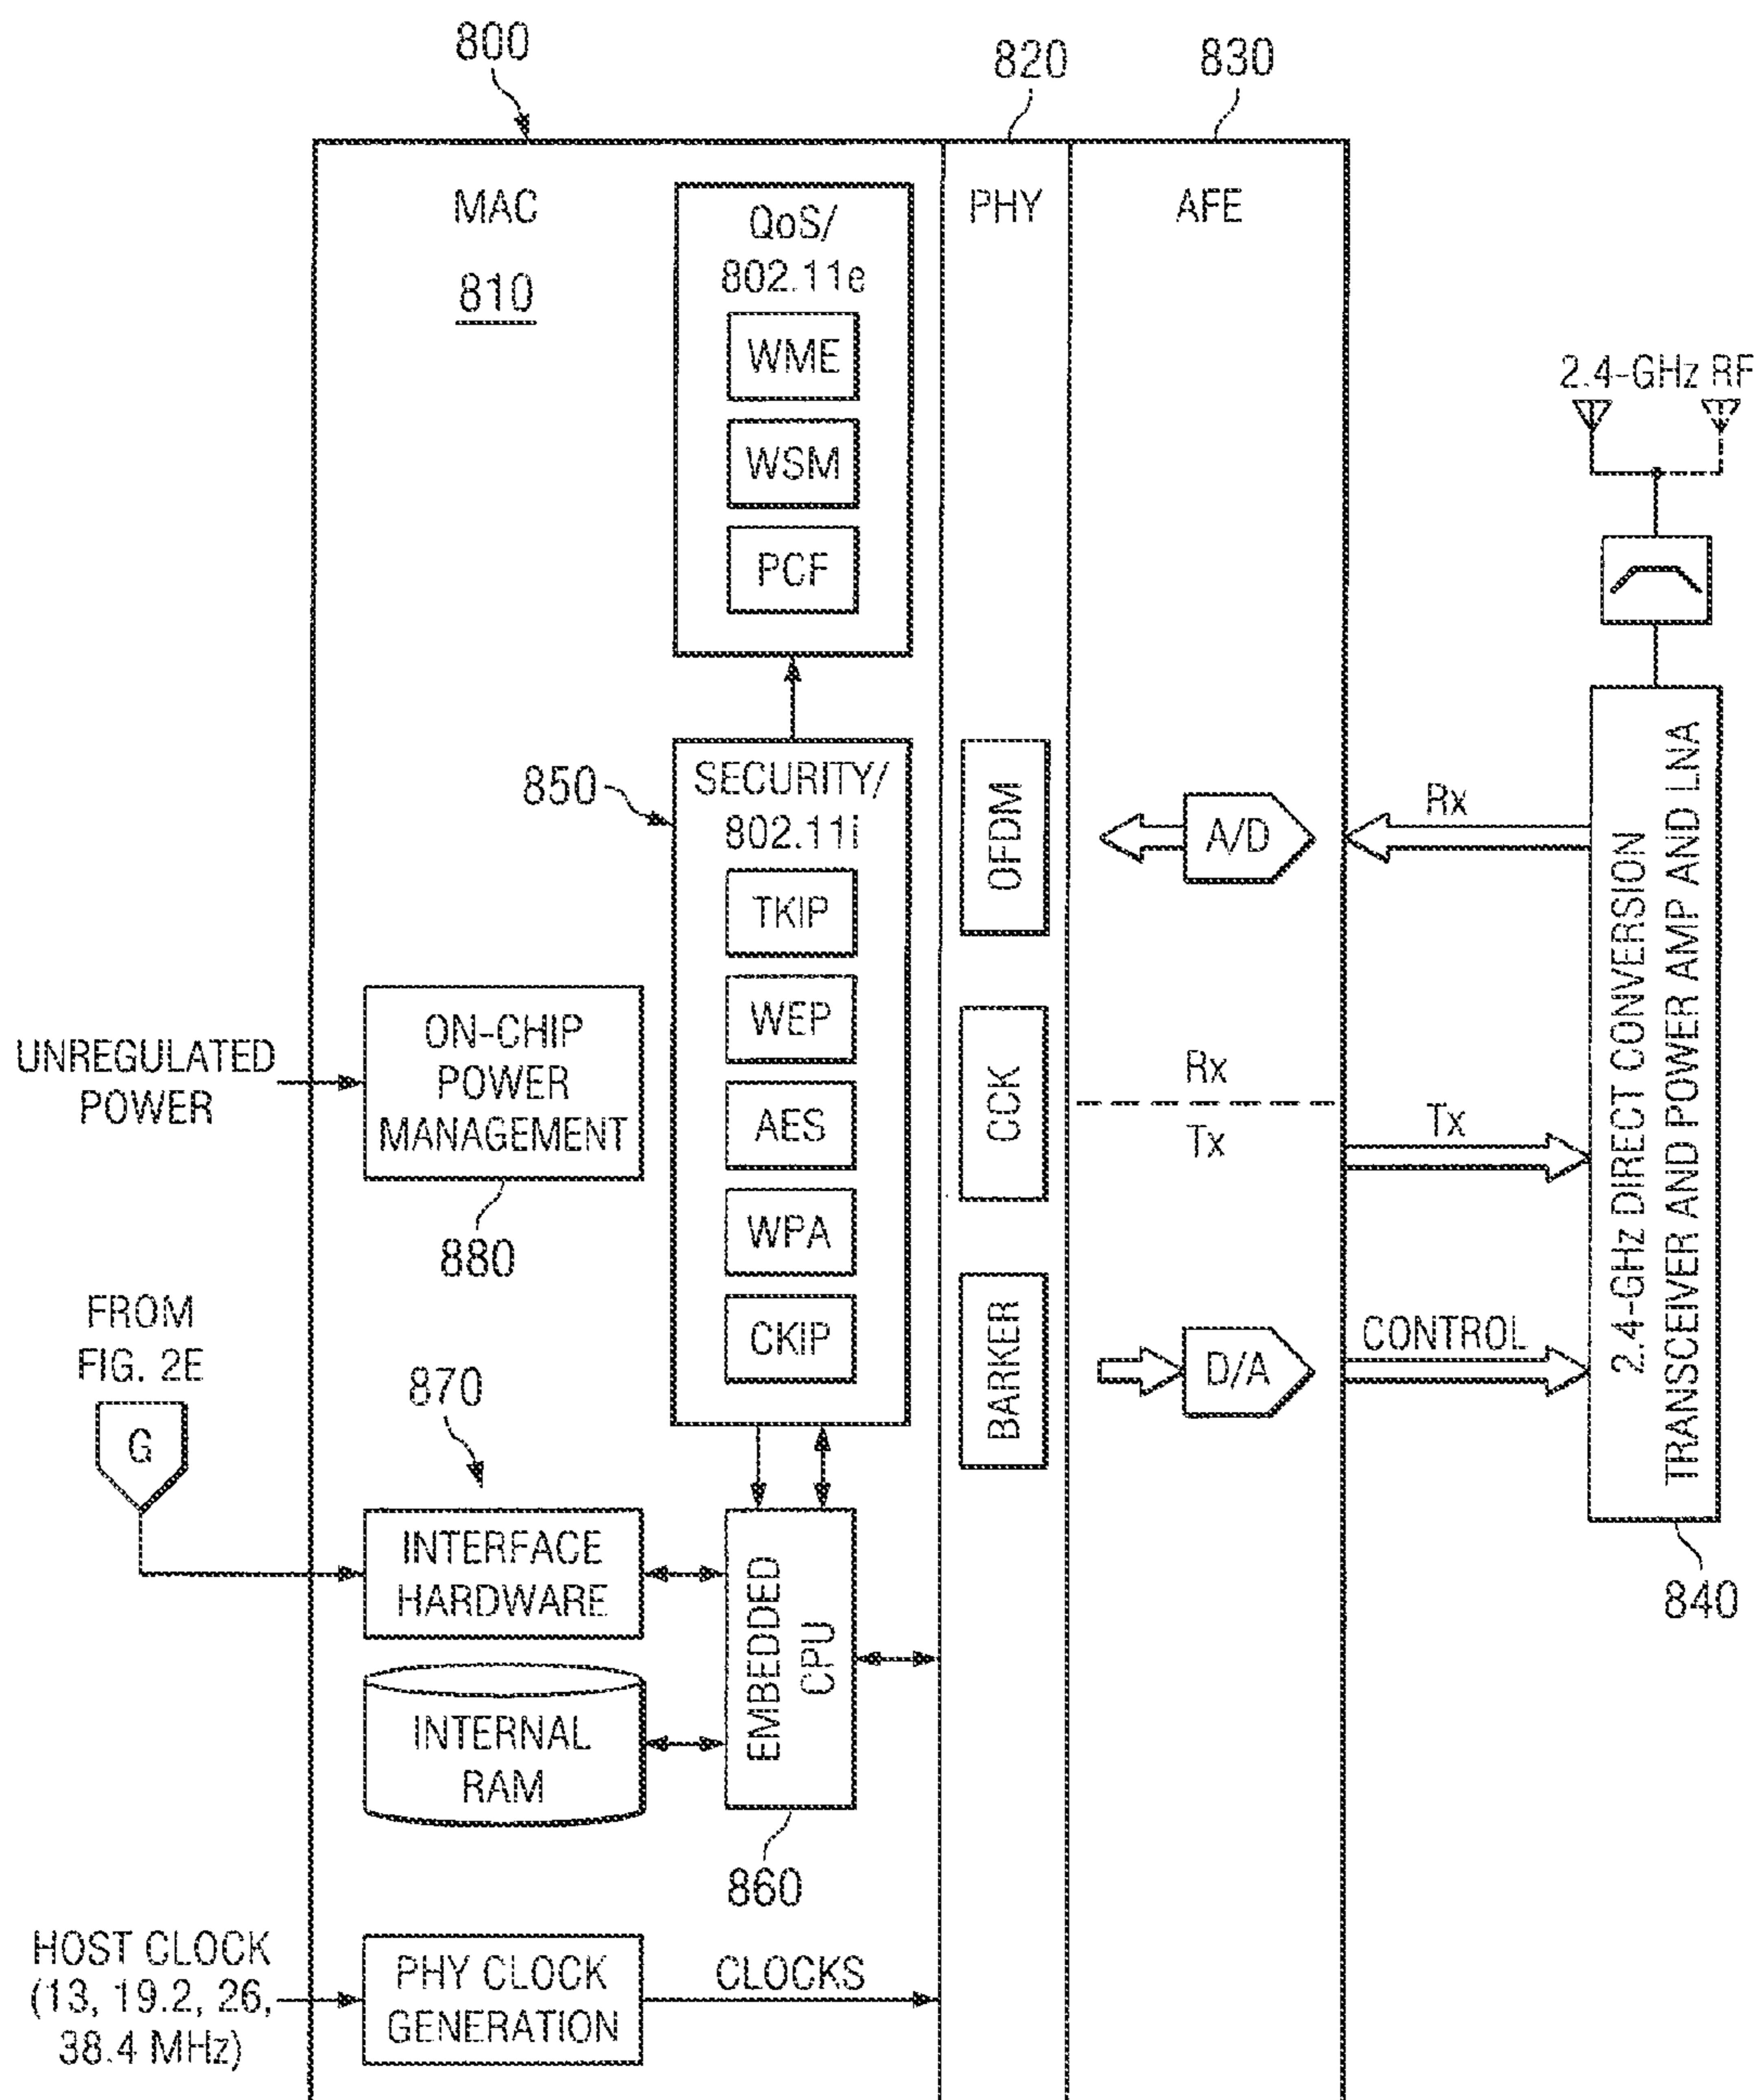 800
820
830
MAC
810
QoS/
802.11e
WME
WSM
PCF
PHY
AFE
2.4-GHz RF
850
SECURITY/
802.11i
TKIP
WEP
AES
WPA
CKIP
OFDM
CCK
BARKER
A/D
Rx
Rx
Tx
Tx
D/A
CONTROL
2.4-GHz DIRECT CONVERSION
TRANSCEIVER AND POWER AMP AND LNA
840
UNREGULATED
POWER
ON-CHIP
POWER
MANAGEMENT
880
FROM
FIG. 2E
G
870
INTERFACE
HARDWARE
INTERNAL
RAM
EMBEDDED
CPU
860
HOST CLOCK
(13, 19.2, 26,
38.4 MHz)
PHY CLOCK
GENERATION
CLOCKS